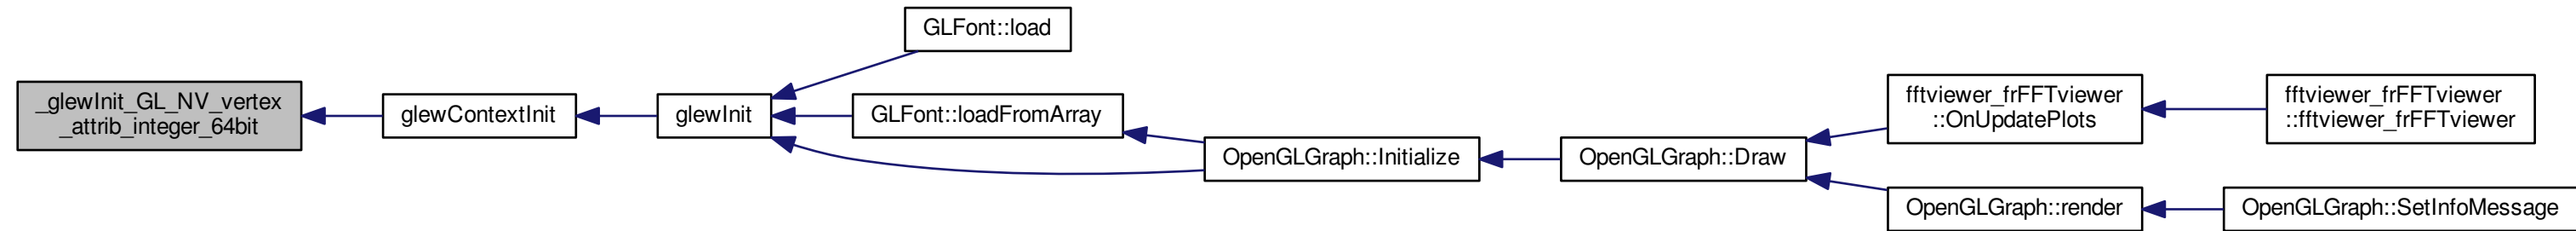 _glewInit_GL_NV_vertex
_attrib_integer_64bit
glewContextInit
glewInit
GLFont::load
GLFont::loadFromArray
OpenGLGraph::Initialize
OpenGLGraph::Draw
fftviewer_frFFTviewer
::OnUpdatePlots
fftviewer_frFFTviewer
::fftviewer_frFFTviewer
OpenGLGraph::render
OpenGLGraph::SetInfoMessage